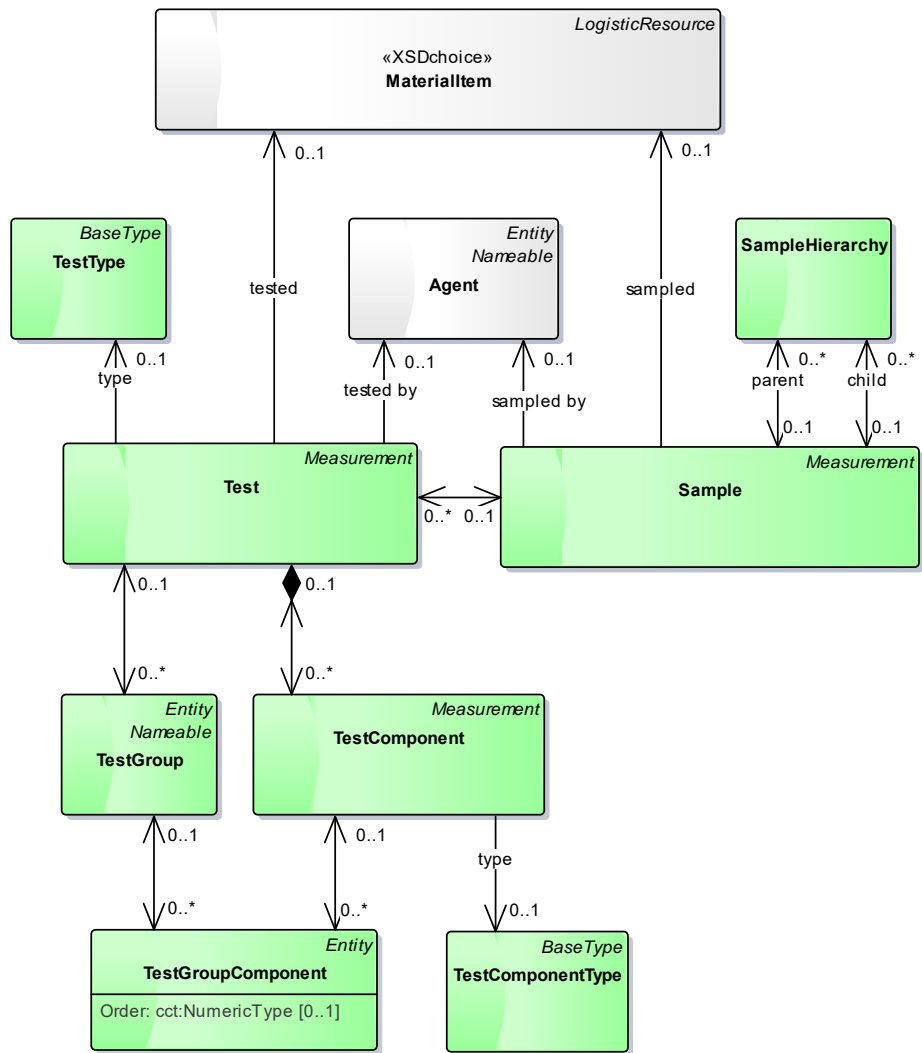 LogisticResource
«XSDchoice»
MaterialItem
0..1
0..1
BaseType
TestType
Entity
Nameable
Agent
SampleHierarchy
tested
sampled
0..1
type
0..1
tested by
0..1
sampled by
0..*
parent
0..*
child
0..1
0..1
Measurement
Test
Measurement
Sample
0..*
0..1
0..1
0..1
0..*
0..*
Entity
Nameable
TestGroup
Measurement
TestComponent
0..1
0..1
type
0..*
0..*
0..1
Entity
TestGroupComponent
Order: cct:NumericType [0..1]
BaseType
TestComponentType